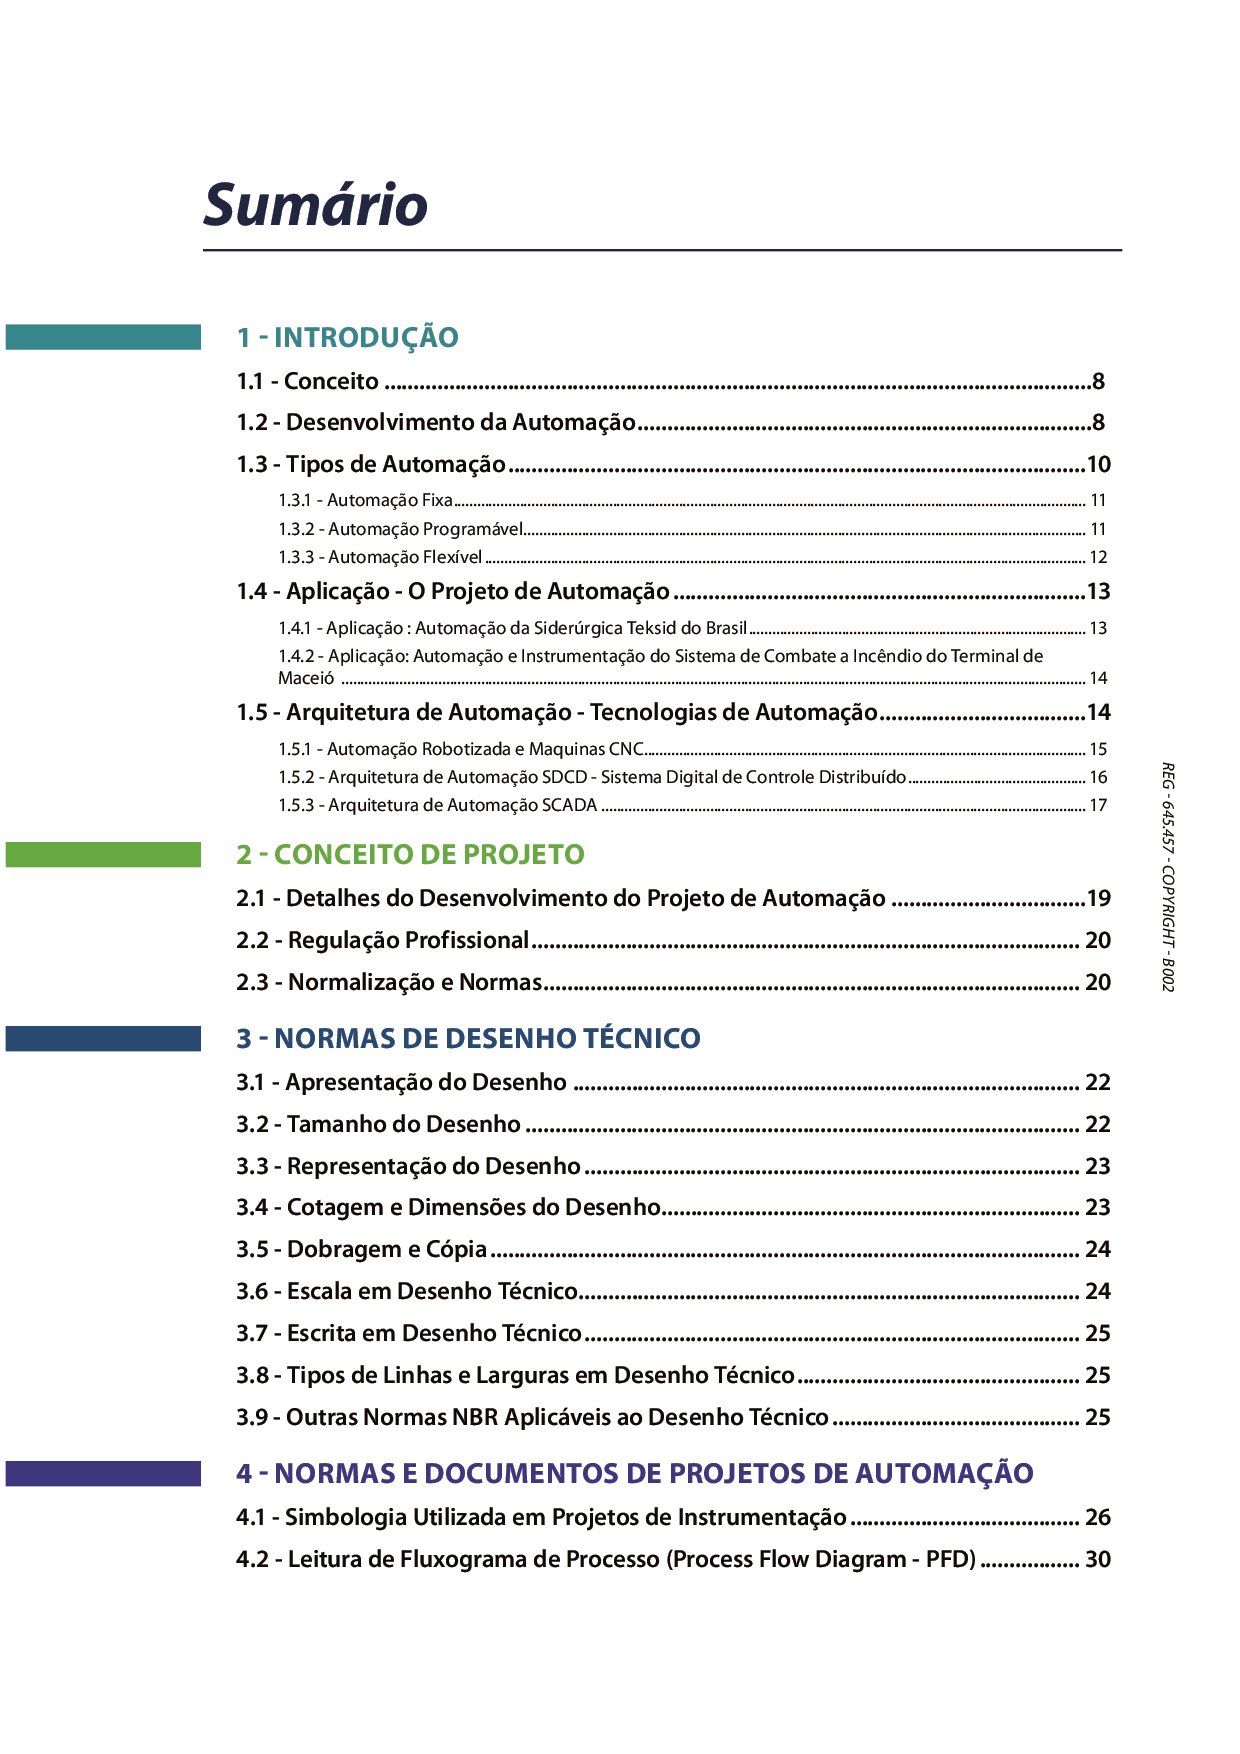 Sumário
1 - INTRODUÇÃO
1.1 - Conceito ........................................................................................................................8
1.2 - Desenvolvimento da Automação.............................................................................8
1.3 - Tipos de Automação..................................................................................................10
1.3.1 - Automação Fixa.................................................................................................................................................................. 11
1.3.2 - Automação Programável................................................................................................................................................ 11
1.3.3 - Automação Flexível .......................................................................................................................................................... 12
1.4 - Aplicação - O Projeto de Automação ......................................................................13
1.4.1 - Aplicação : Automação da Siderúrgica Teksid do Brasil...................................................................................... 13
1.4.2 - Aplicação: Automação e Instrumentação do Sistema de Combate a Incêndio do Terminal de
Maceió ............................................................................................................................................................................................... 14
1.5 - Arquitetura de Automação - Tecnologias de Automação...................................14
1.5.1 - Automação Robotizada e Maquinas CNC................................................................................................................. 15
1.5.2 - Arquitetura de Automação SDCD - Sistema Digital de Controle Distribuído.............................................. 16
1.5.3 - Arquitetura de Automação SCADA ............................................................................................................................ 17
2 - CONCEITO DE PROJETO
2.1 - Detalhes do Desenvolvimento do Projeto de Automação .................................19
2.2 - Regulação Profissional.............................................................................................. 20
2.3 - Normalização e Normas........................................................................................... 20
3 - NORMAS DE DESENHO TÉCNICO
3.1 - Apresentação do Desenho ...................................................................................... 22
3.2 - Tamanho do Desenho .............................................................................................. 22
3.3 - Representação do Desenho .................................................................................... 23
3.4 - Cotagem e Dimensões do Desenho....................................................................... 23
3.5 - Dobragem e Cópia .................................................................................................... 24
3.6 - Escala em Desenho Técnico..................................................................................... 24
3.7 - Escrita em Desenho Técnico.................................................................................... 25
3.8 - Tipos de Linhas e Larguras em Desenho Técnico................................................ 25
3.9 - Outras Normas NBR Aplicáveis ao Desenho Técnico .......................................... 25
4 - NORMAS E DOCUMENTOS DE PROJETOS DE AUTOMAÇÃO
4.1 - Simbologia Utilizada em Projetos de Instrumentação ....................................... 26
4.2 - Leitura de Fluxograma de Processo (Process Flow Diagram - PFD) ................. 30
REG - 645.457 - COPYRIGHT - B002